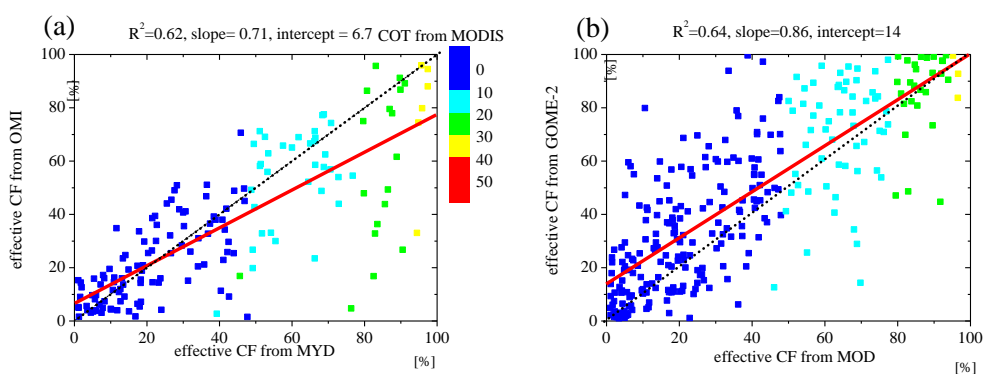 (a)
R²=0.62, slope= 0.71, intercept = 6.7
COT from MODIS
0
10
20
30
40
50
100
80
60
40
20
0
[%]
effective CF from OMI
0 20 40 60 80 100
effective CF from MYD
[%]
(b)
R²=0.64, slope=0.86, intercept=14
100
80
60
40
20
0
[%]
effective CF from GOME-2
0 20 40 60 80 100
effective CF from MOD
[%]